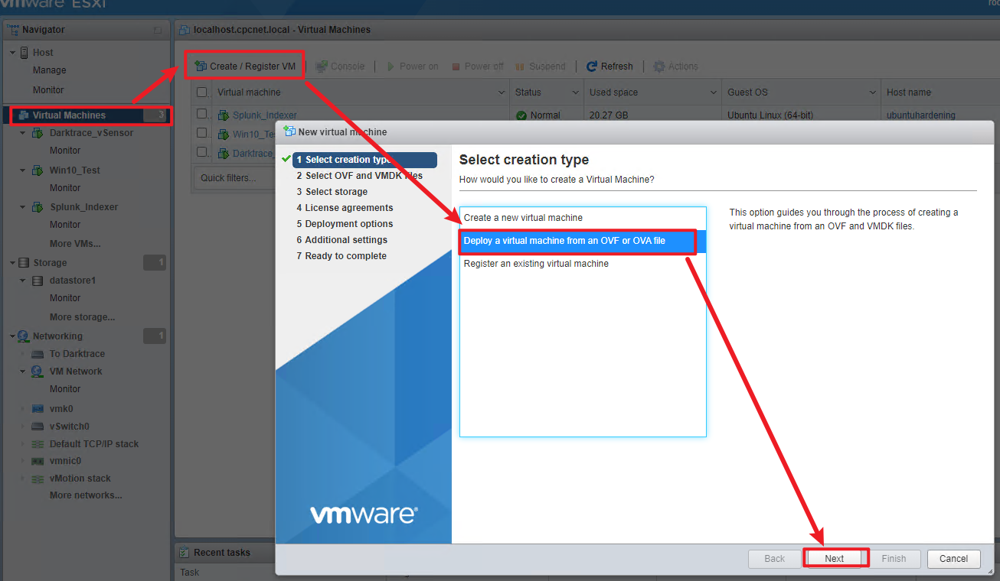 vmware ESXi
Navigator
Host
Manage
Monitor
Virtual Machines 3
Darktrace_vSensor
Monitor
Win10_Test
Monitor
Splunk_Indexer
Monitor
More VMs...
Storage 1
datastore1
Monitor
More storage...
Networking 1
To Darktrace
VM Network
Monitor
vmk0
vSwitch0
Default TCP/IP stack
vmnic0
vMotion stack
More networks...
localhost.cpcnet.local - Virtual Machines
Create / Register VM Console Power on Power off Suspend Refresh Actions
Virtual machine Status Used space Guest OS Host name
Splunk_Indexer Normal 20.27 GB Ubuntu Linux (64-bit) ubuntuhardening
Quick filters...
New virtual machine
1 Select creation type
2 Select OVF and VMDK files
3 Select storage
4 License agreements
5 Deployment options
6 Additional settings
7 Ready to complete
vmware
Select creation type
How would you like to create a Virtual Machine?
Create a new virtual machine
Deploy a virtual machine from an OVF or OVA file
Register an existing virtual machine
This option guides you through the process of creating a
virtual machine from an OVF and VMDK files.
Back Next Finish Cancel
Recent tasks
Task